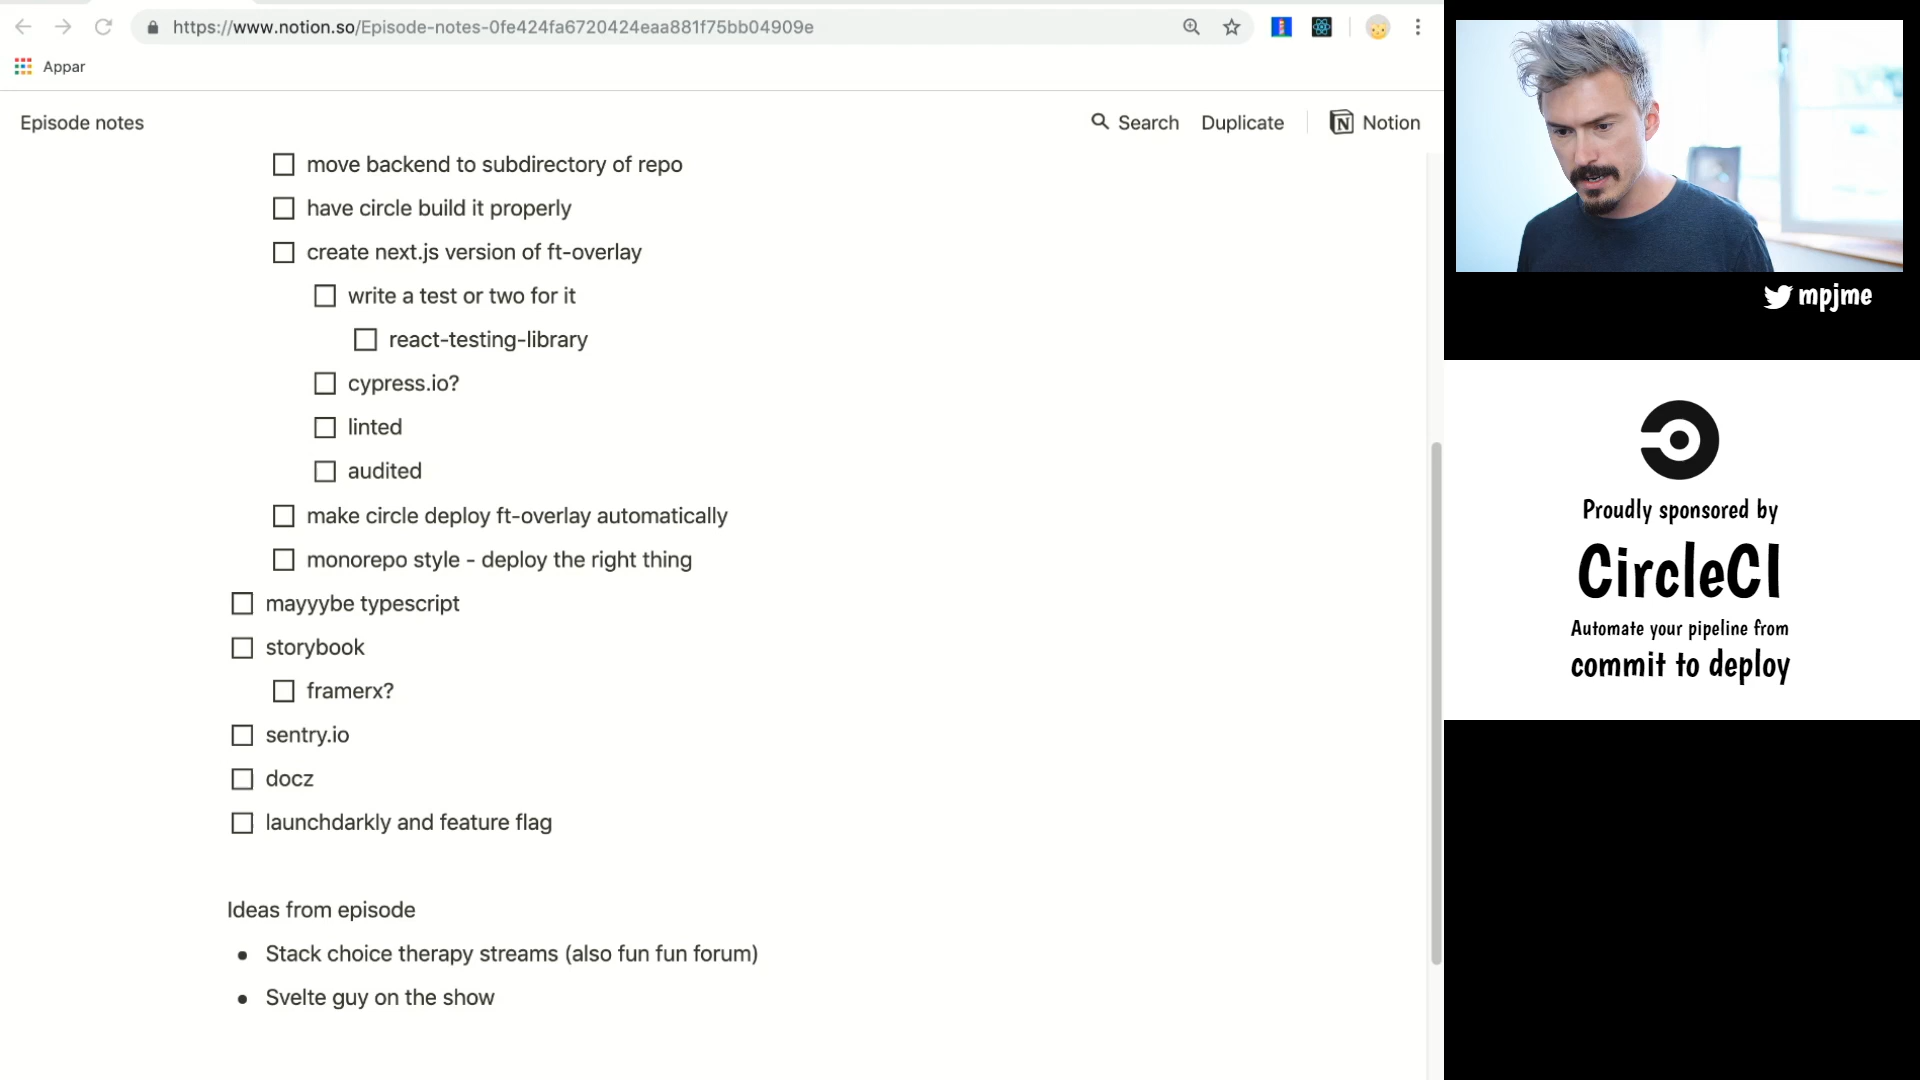 https://www.notion.so/Episode-notes-0fe424fa6720424eaa881f75bb04909e
Appar
Episode notes
Search
Duplicate
Notion
move backend to subdirectory of repo
have circle build it properly
create next.js version of ft-overlay
write a test or two for it
react-testing-library
cypress.io?
linted
audited
make circle deploy ft-overlay automatically
monorepo style - deploy the right thing
mayyybe typescript
storybook
framerx?
sentry.io
docz
launchdarkly and feature flag
Ideas from episode
Stack choice therapy streams (also fun fun forum)
Svelte guy on the show
mpjme
Proudly sponsored by
CircleCI
Automate your pipeline from
commit to deploy